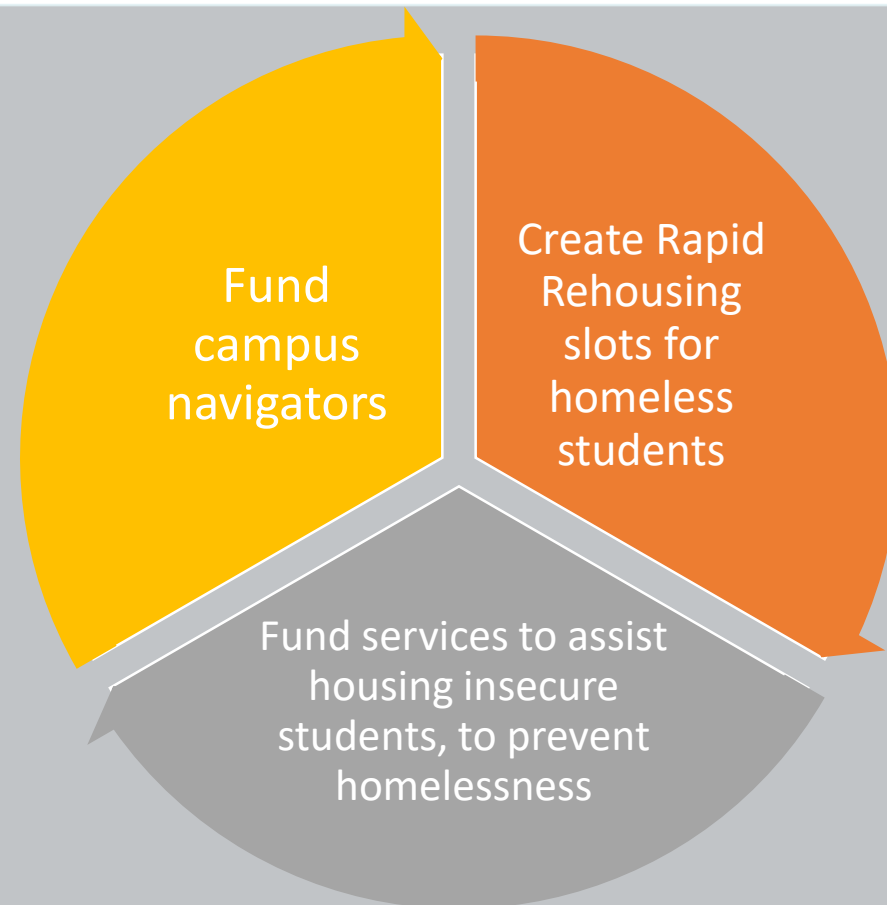 Fund
campus
navigators
Create Rapid
Rehousing
slots for
homeless
students
Fund services to assist
housing insecure
students, to prevent
homelessness